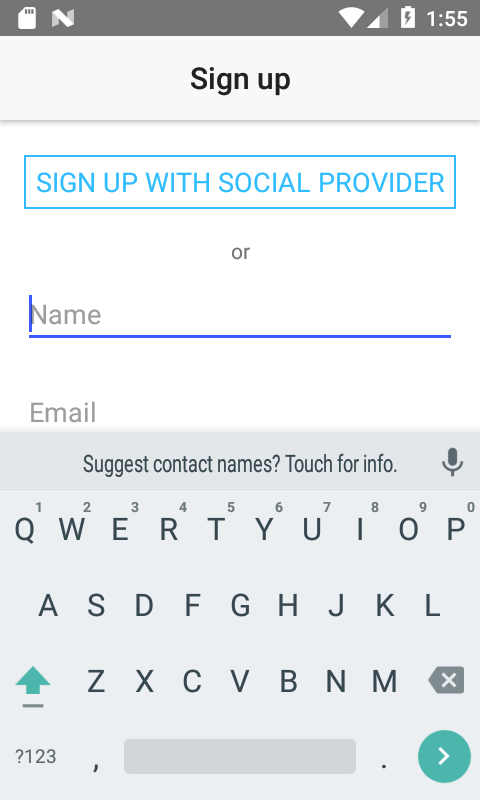 1:55
Sign up
SIGN UP WITH SOCIAL PROVIDER
or
Name
Email
Suggest contact names? Touch for info.
1 2 3 4 5 6 7 8 9 0
Q W E R T Y U I O P
A S D F G H J K L
Z X C V B N M
?123 , .